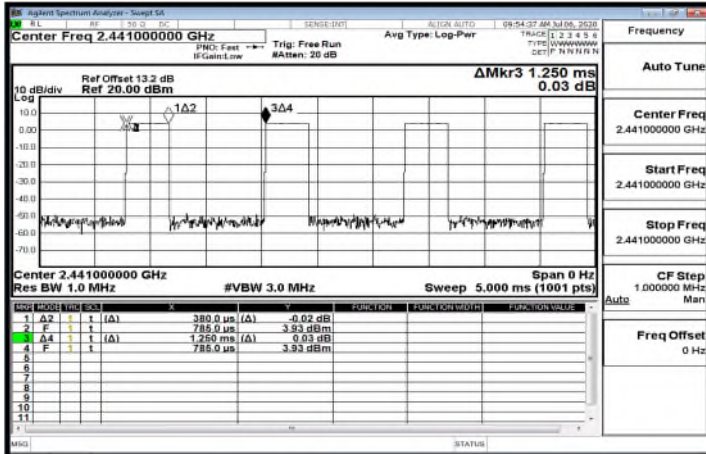 Agilent Spectrum Analyzer - Swept SA
RL RF 50 Ω DC SENSE:INT ALIGN AUTO 09:54:37 AM Jul 06, 2020
Center Freq 2.441000000 GHz
PNO: Fast
IFGain:Low
Trig: Free Run
#Atten: 20 dB
Avg Type: Log-Pwr
TRACE 1 2 3 4 5 6
TYPE WWWWWW
DET P N N N N N
Frequency
Ref Offset 13.2 dB
Ref 20.00 dBm
10 dB/div
Log
ΔMkr3 1.250 ms
0.03 dB
Auto Tune
1Δ2
3Δ4
10.0
0.00
-10.0
-20.0
-30.0
-40.0
-50.0
-60.0
-70.0
Center Freq
2.441000000 GHz
Start Freq
2.441000000 GHz
Stop Freq
2.441000000 GHz
Center 2.441000000 GHz
Res BW 1.0 MHz
#VBW 3.0 MHz
Span 0 Hz
Sweep 5.000 ms (1001 pts)
CF Step
1.000000 MHz
Auto Man
MKR MODE TRC SCL X Y FUNCTION FUNCTION WIDTH FUNCTION VALUE
1 Δ2 1 t (Δ) 380.0 µs (Δ) -0.02 dB
2 F 1 t 785.0 µs 3.93 dBm
3 Δ4 1 t (Δ) 1.250 ms (Δ) 0.03 dB
4 F 1 t 785.0 µs 3.93 dBm
5
6
7
8
9
10
11
Freq Offset
0 Hz
MSG
STATUS